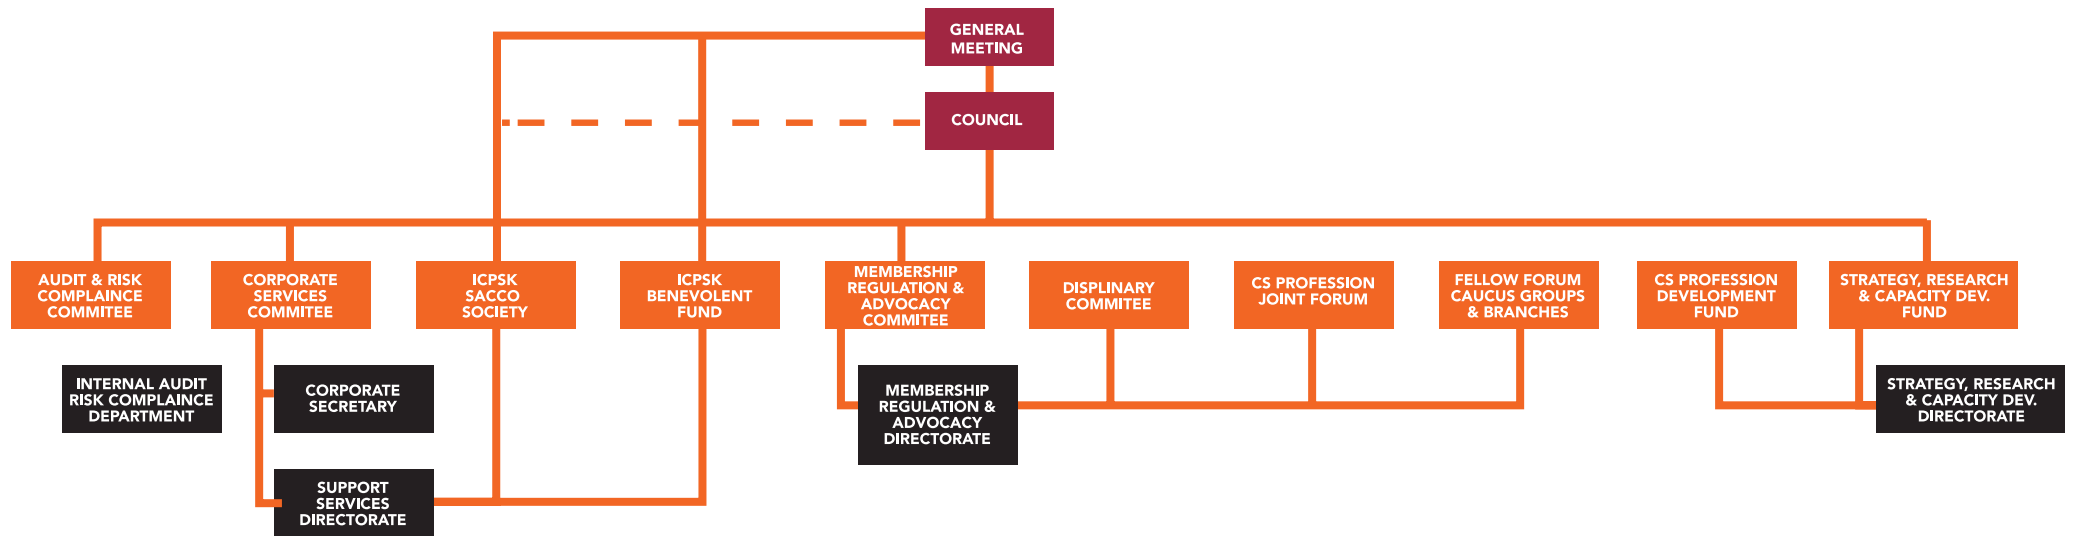 GENERAL
MEETING
COUNCIL
AUDIT & RISK
COMPLAINCE
COMMITEE
CORPORATE
SERVICES
COMMITEE
ICPSK
SACCO
SOCIETY
ICPSK
BENEVOLENT
FUND
MEMBERSHIP
REGULATION &
ADVOCACY
COMMITEE
DISPLINARY
COMMITEE
CS PROFESSION
JOINT FORUM
FELLOW FORUM
CAUCUS GROUPS
& BRANCHES
CS PROFESSION
DEVELOPMENT
FUND
STRATEGY, RESEARCH
& CAPACITY DEV.
FUND
INTERNAL AUDIT
RISK COMPLAINCE
DEPARTMENT
CORPORATE
SECRETARY
MEMBERSHIP
REGULATION &
ADVOCACY
DIRECTORATE
STRATEGY, RESEARCH
& CAPACITY DEV.
DIRECTORATE
SUPPORT
SERVICES
DIRECTORATE